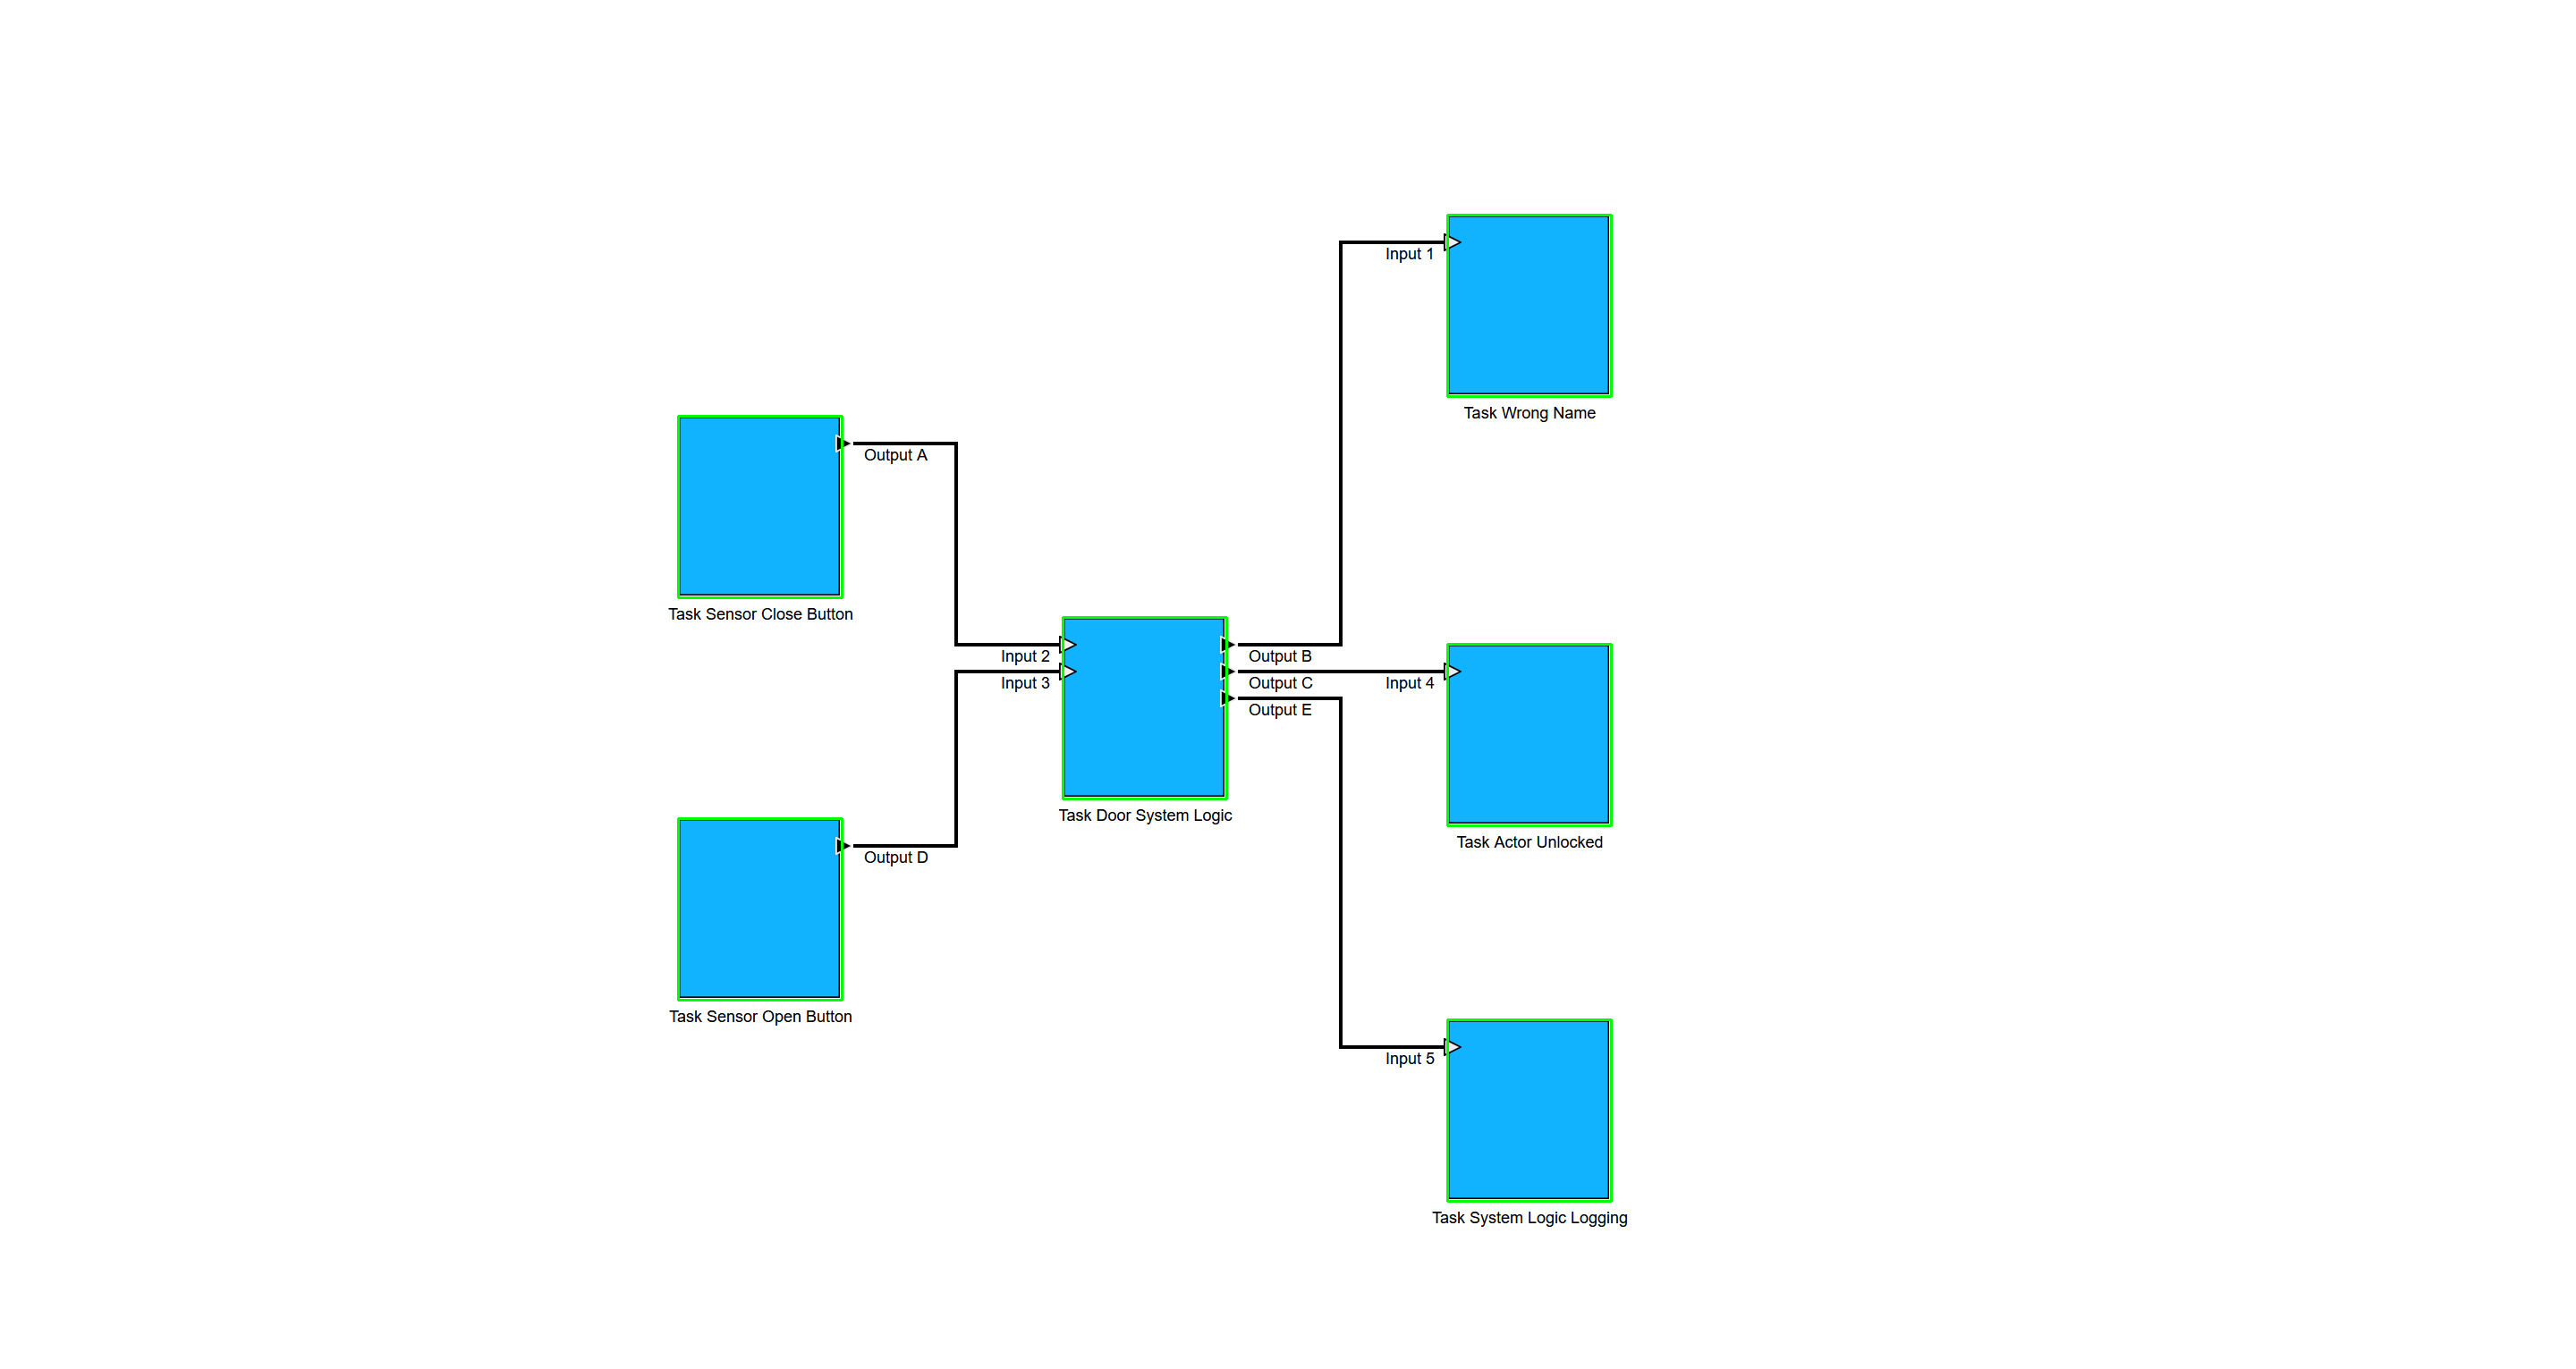 Input 1
Task Wrong Name
Output A
Task Sensor Close Button
Input 2
Output B
Input 3
Output C
Input 4
Output E
Task Door System Logic
Task Actor Unlocked
Output D
Task Sensor Open Button
Input 5
Task System Logic Logging